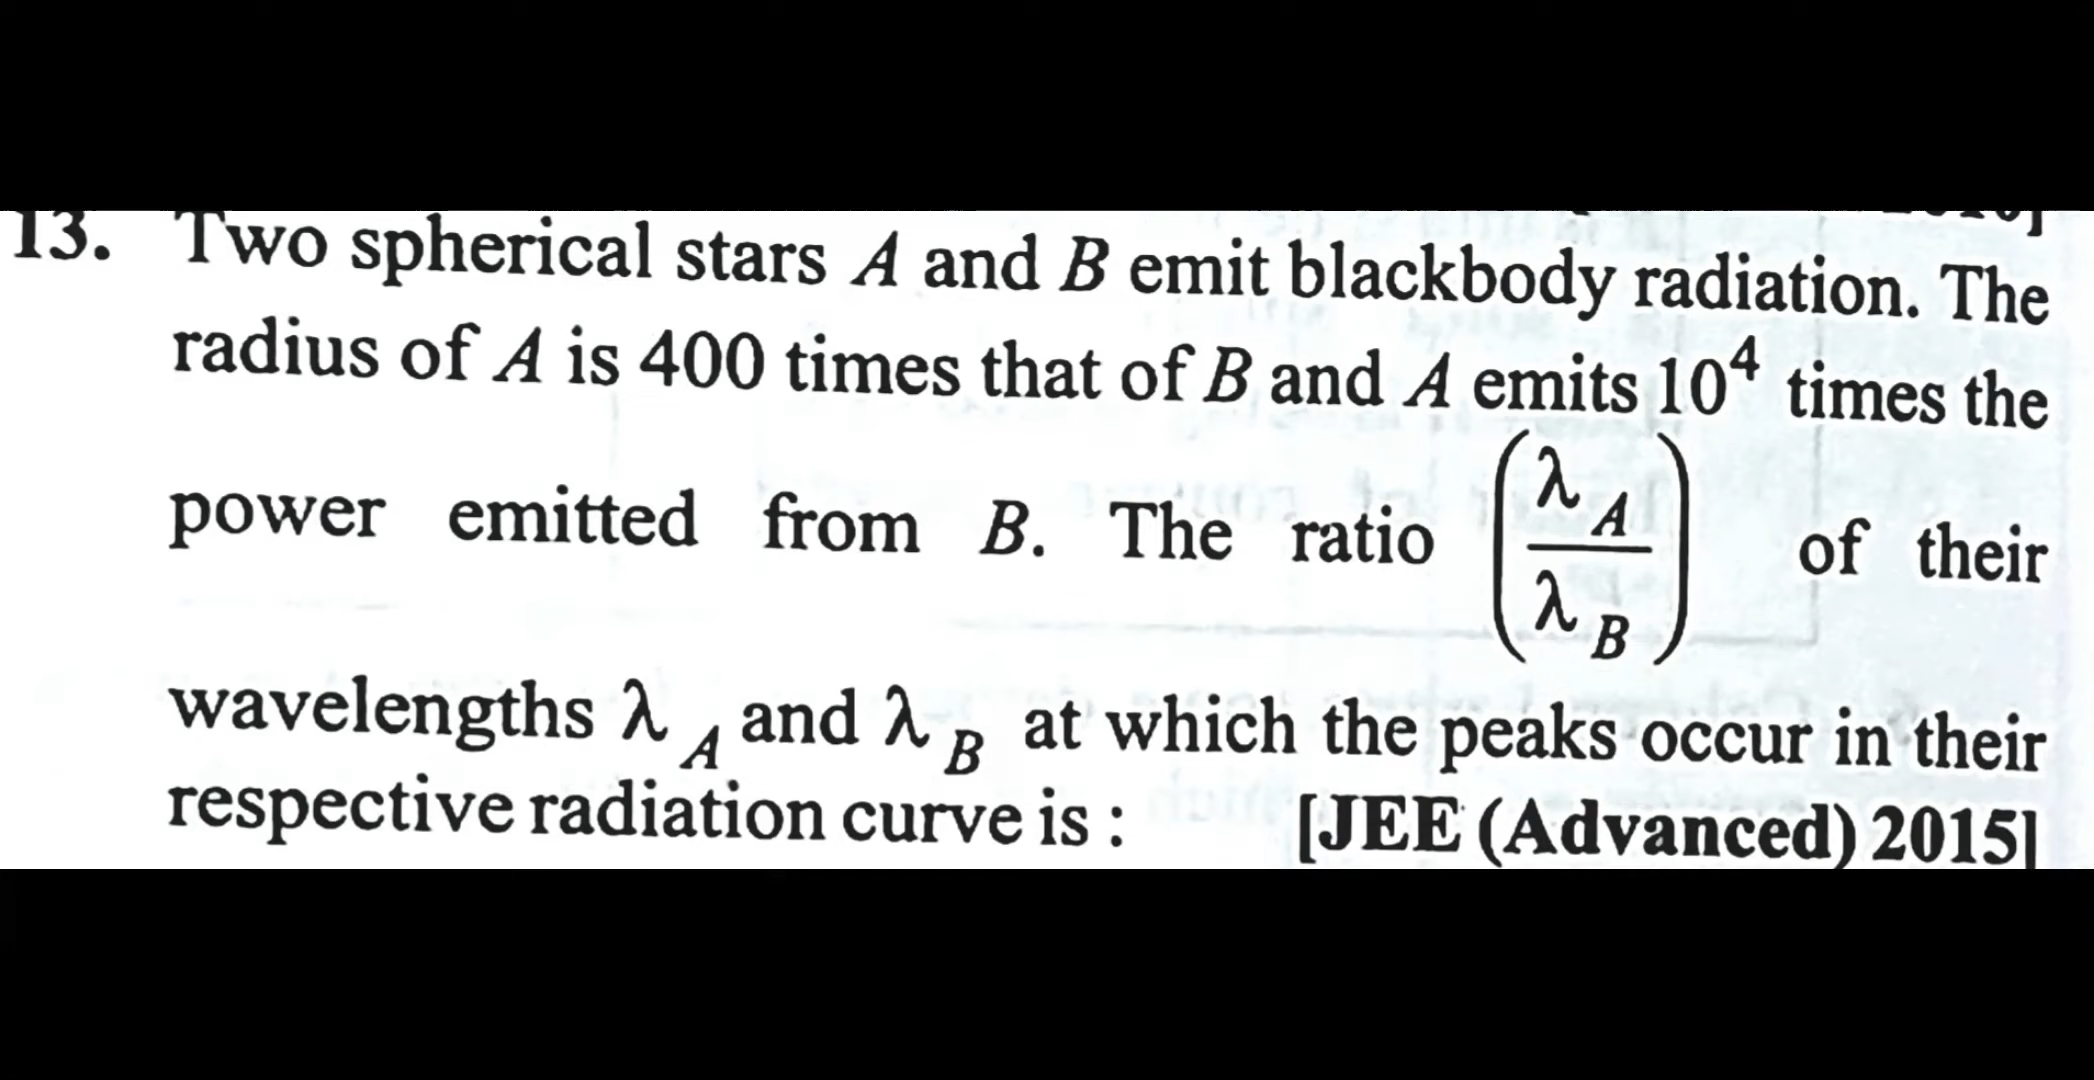 13. Two spherical stars A and B emit blackbody radiation. The
radius of A is 400 times that of B and A emits 10⁴ times the
power emitted from B. The ratio (λ_A/λ_B) of their
wavelengths λ_A and λ_B at which the peaks occur in their
respective radiation curve is : [JEE (Advanced) 2015]